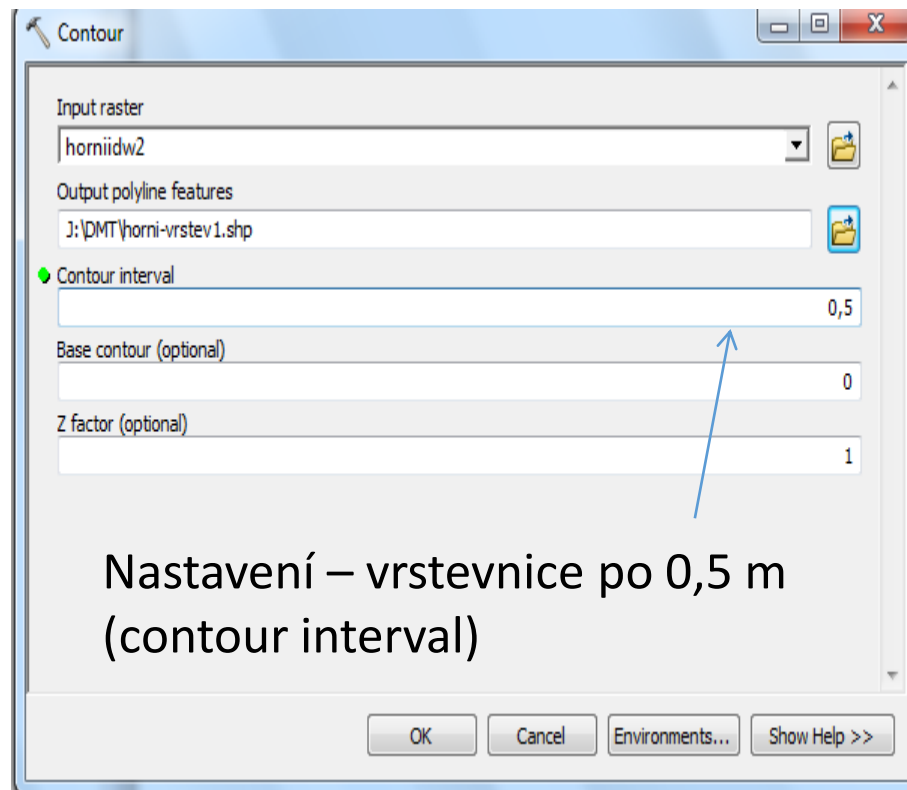 Contour
Input raster
horniidw2
Output polyline features
J:\DMT\horni-vrstev1.shp
Contour interval
0,5
Base contour (optional)
0
Z factor (optional)
1
Nastavení – vrstevnice po 0,5 m
(contour interval)
OK Cancel Environments... Show Help >>